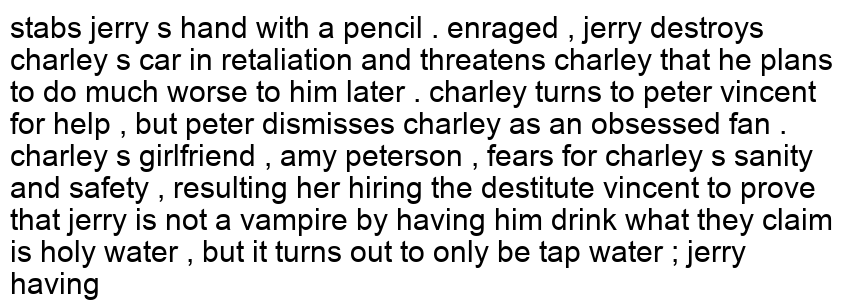 stabs jerry s hand with a pencil . enraged , jerry destroys
charley s car in retaliation and threatens charley that he plans
to do much worse to him later . charley turns to peter vincent
for help , but peter dismisses charley as an obsessed fan .
charley s girlfriend , amy peterson , fears for charley s sanity
and safety , resulting her hiring the destitute vincent to prove
that jerry is not a vampire by having him drink what they claim
is holy water , but it turns out to only be tap water ; jerry
having